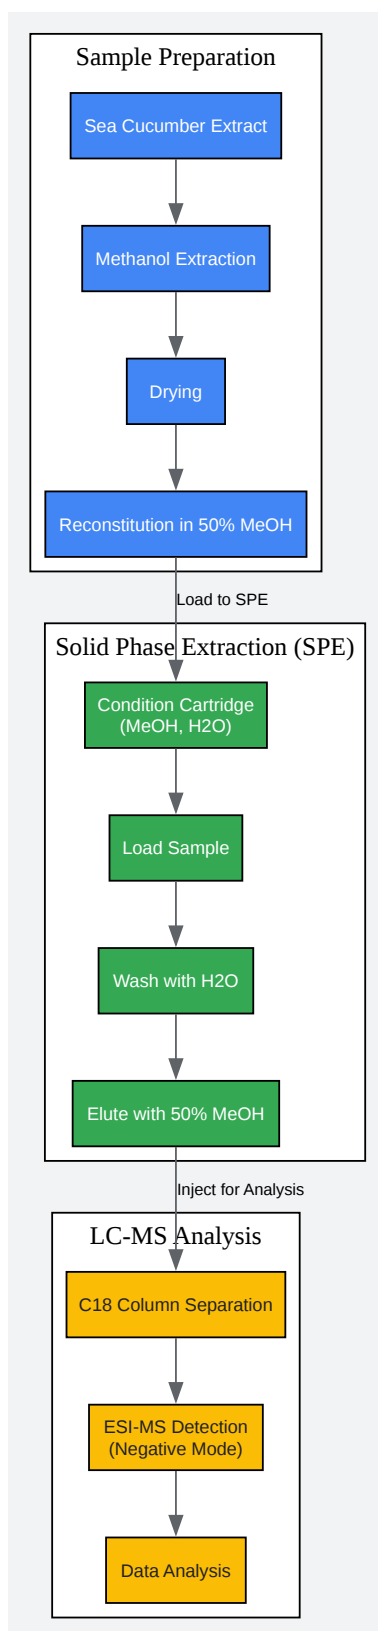 Sample Preparation
Sea Cucumber Extract
Methanol Extraction
Drying
Reconstitution in 50% MeOH
Load to SPE
Solid Phase Extraction (SPE)
Condition Cartridge
(MeOH, H2O)
Load Sample
Wash with H2O
Elute with 50% MeOH
Inject for Analysis
LC-MS Analysis
C18 Column Separation
ESI-MS Detection
(Negative Mode)
Data Analysis